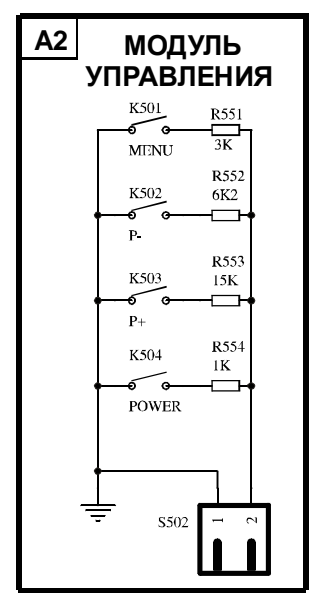 A2
МОДУЛЬ
УПРАВЛЕНИЯ
K501
R551
MENU
3K
K502
R552
6K2
P-
K503
R553
15K
P+
K504
R554
1K
POWER
S502
1
2